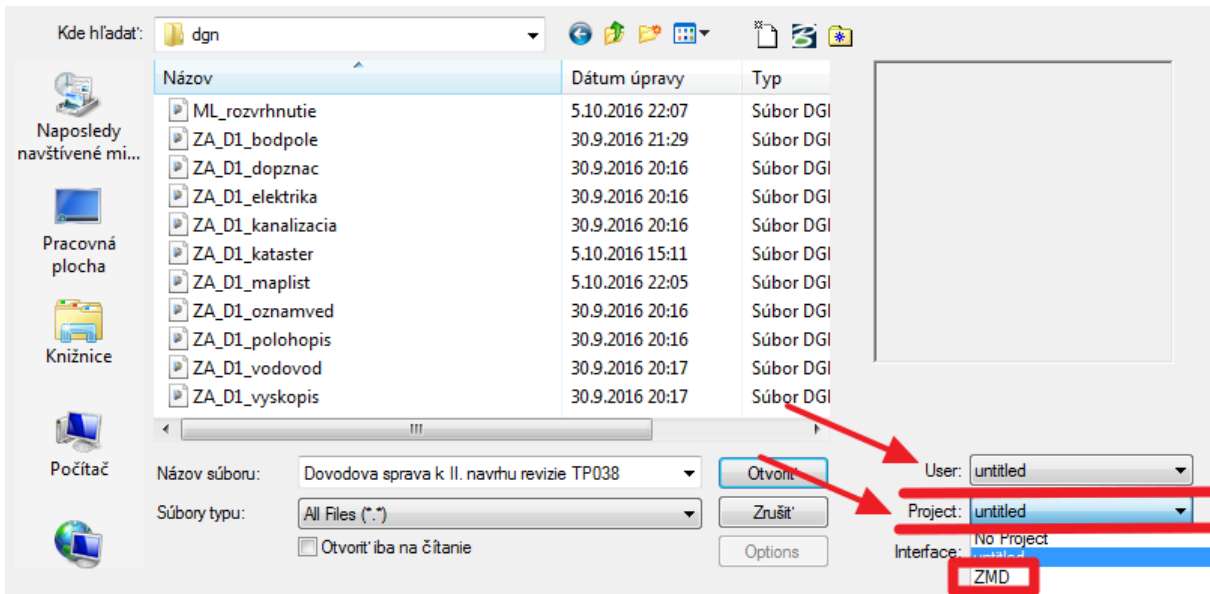 Kde hľadať: dgn
Názov Dátum úpravy Typ
ML_rozvrhnutie 5.10.2016 22:07 Súbor DGI
ZA_D1_bodpole 30.9.2016 21:29 Súbor DGI
ZA_D1_dopznac 30.9.2016 20:16 Súbor DGI
ZA_D1_elektrika 30.9.2016 20:16 Súbor DGI
ZA_D1_kanalizacia 30.9.2016 20:16 Súbor DGI
ZA_D1_kataster 5.10.2016 15:11 Súbor DGI
ZA_D1_maplist 5.10.2016 22:05 Súbor DGI
ZA_D1_oznamved 30.9.2016 20:16 Súbor DGI
ZA_D1_polohopis 30.9.2016 20:16 Súbor DGI
ZA_D1_vodovod 30.9.2016 20:17 Súbor DGI
ZA_D1_vyskopis 30.9.2016 20:17 Súbor DGI
Naposledy
navštívené mi...
Pracovná
plocha
Knižnice
Počítač
Názov súboru: Dovodova sprava k II. navrhu revizie TP038 Otvoriť
Súbory typu: All Files (*.*) Zrušiť
Otvoriť iba na čítanie Options
User: untitled
Project: untitled
No Project
Interface: untitled
ZMD